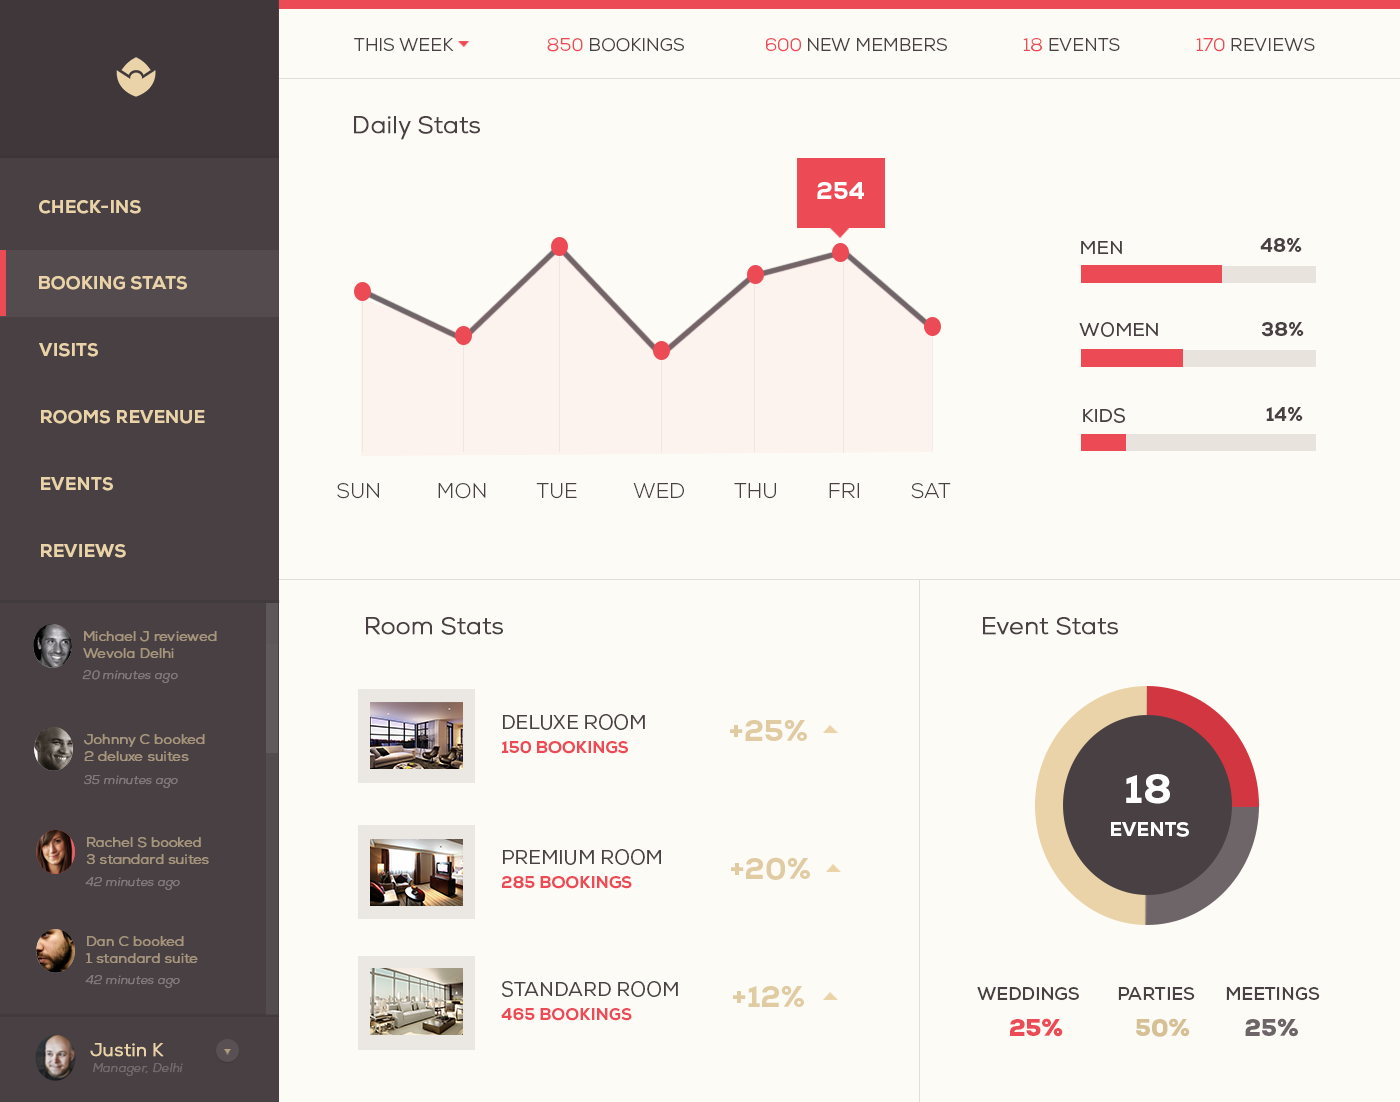 THIS WEEK
850 BOOKINGS
600 NEW MEMBERS
18 EVENTS
170 REVIEWS
CHECK-INS
BOOKING STATS
VISITS
ROOMS REVENUE
EVENTS
REVIEWS
Michael J reviewed
Wevola Delhi
20 minutes ago
Johnny C booked
2 deluxe suites
35 minutes ago
Rachel S booked
3 standard suites
42 minutes ago
Dan C booked
1 standard suite
42 minutes ago
Justin K
Manager, Delhi
Daily Stats
254
SUN MON TUE WED THU FRI SAT
MEN 48%
WOMEN 38%
KIDS 14%
Room Stats
DELUXE ROOM
150 BOOKINGS
+25%
PREMIUM ROOM
285 BOOKINGS
+20%
STANDARD ROOM
465 BOOKINGS
+12%
Event Stats
18
EVENTS
WEDDINGS PARTIES MEETINGS
25% 50% 25%